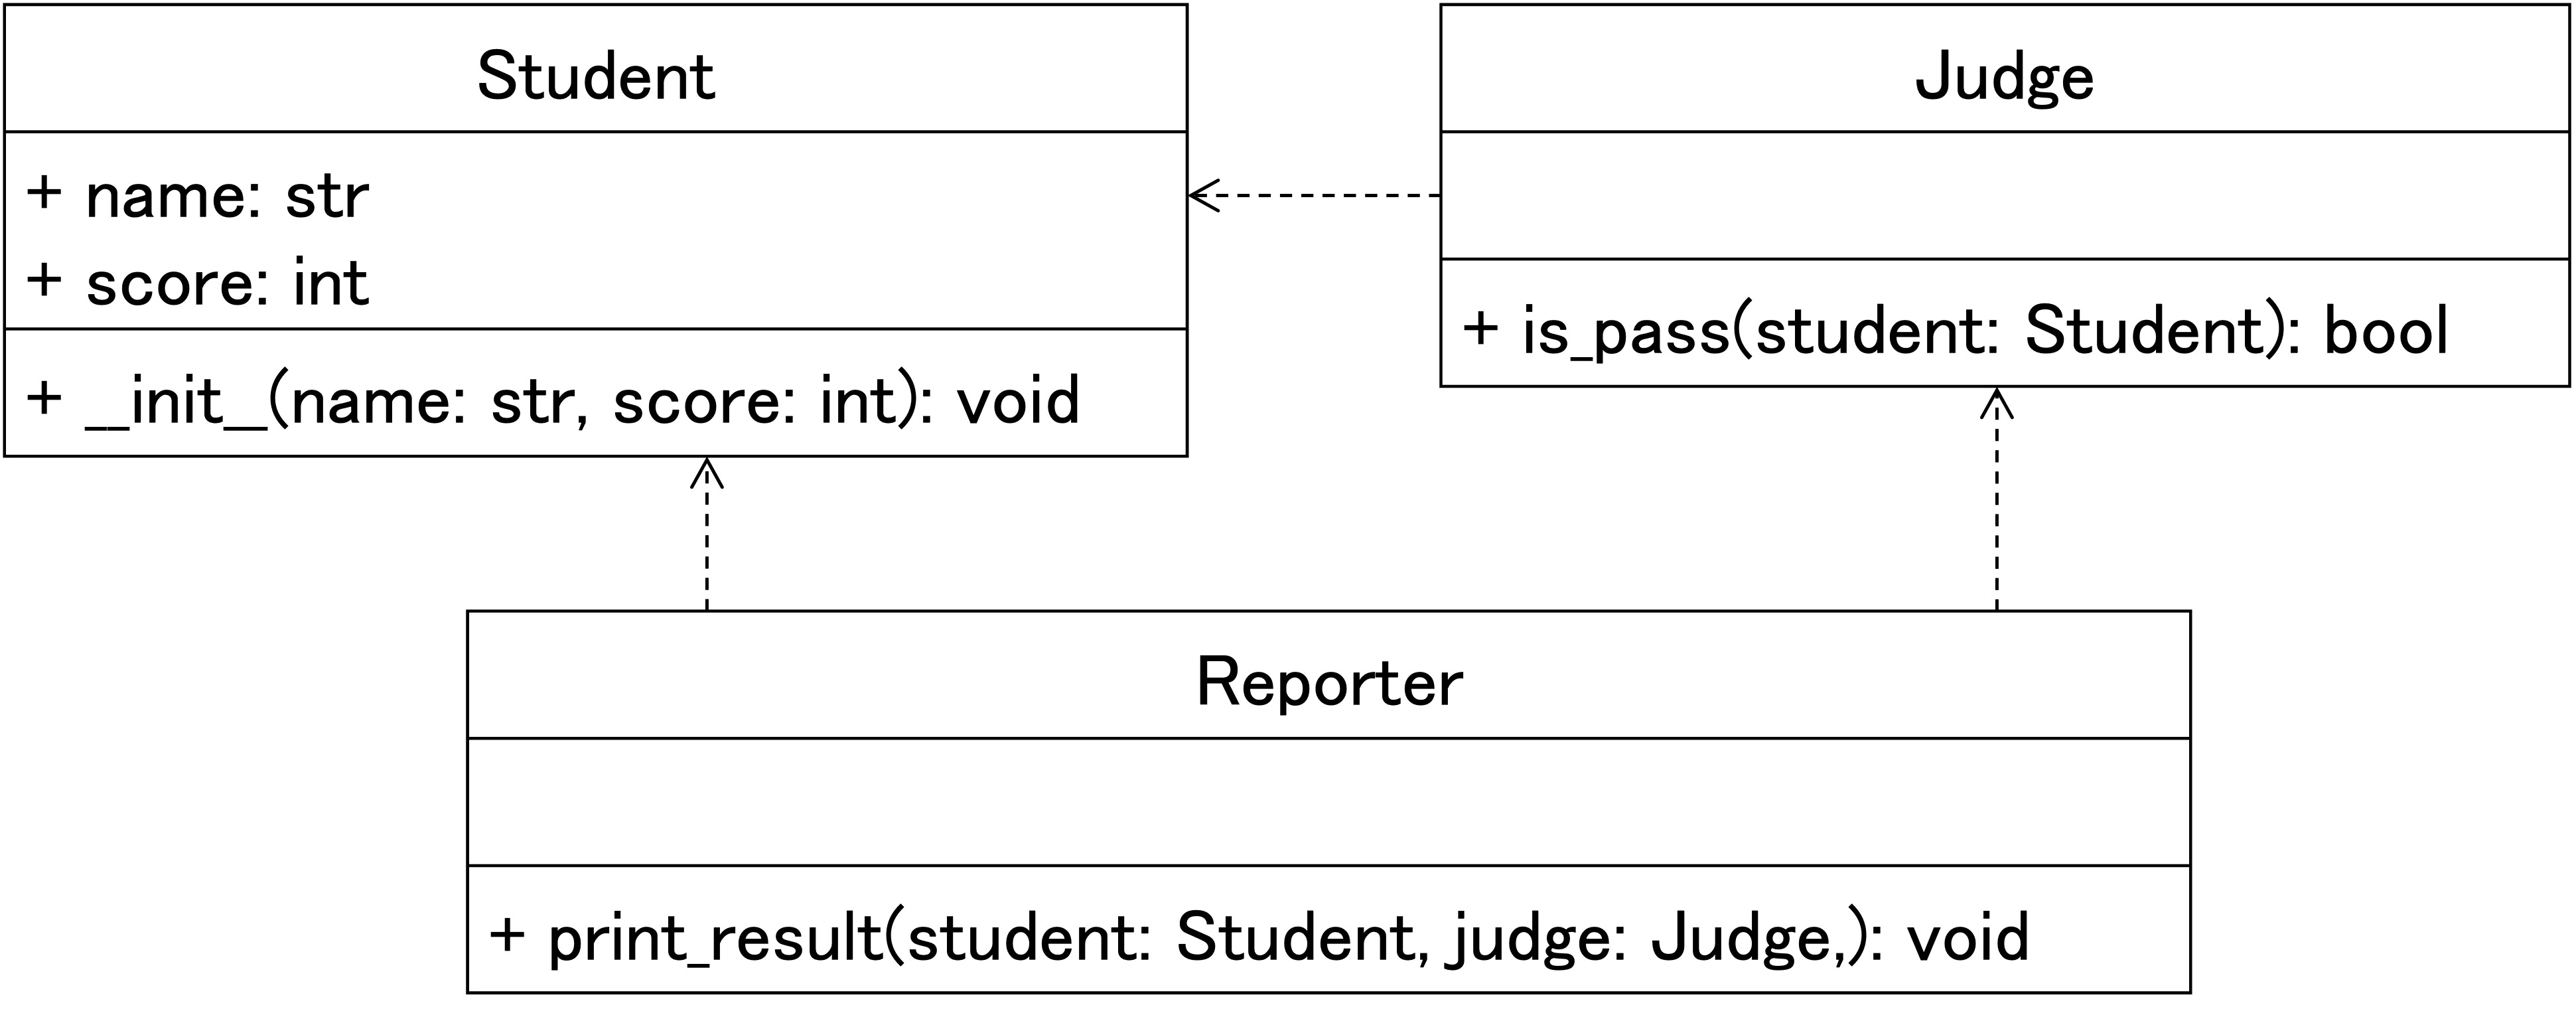 Student
+ name: str
+ score: int
+ __init__(name: str, score: int): void
Judge
+ is_pass(student: Student): bool
Reporter
+ print_result(student: Student, judge: Judge,): void